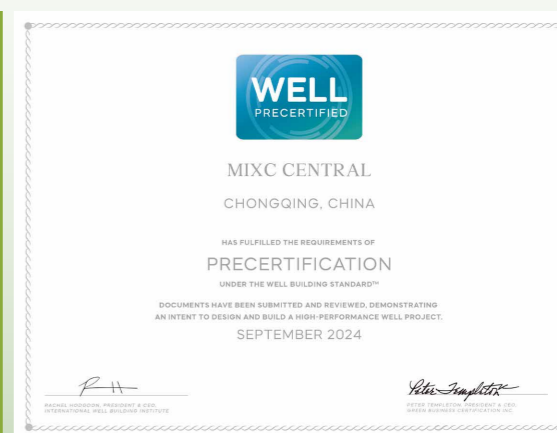 WELL
PRECERTIFIED
MIXC CENTRAL
CHONGQING, CHINA
HAS FULFILLED THE REQUIREMENTS OF
PRECERTIFICATION
UNDER THE WELL BUILDING STANDARD™
DOCUMENTS HAVE BEEN SUBMITTED AND REVIEWED, DEMONSTRATING
AN INTENT TO DESIGN AND BUILD A HIGH-PERFORMANCE WELL PROJECT.
SEPTEMBER 2024
Peter Templeton
RACHEL HODGDON, PRESIDENT & CEO,
INTERNATIONAL WELL BUILDING INSTITUTE
PETER TEMPLETON, PRESIDENT & CEO,
GREEN BUSINESS CERTIFICATION INC.